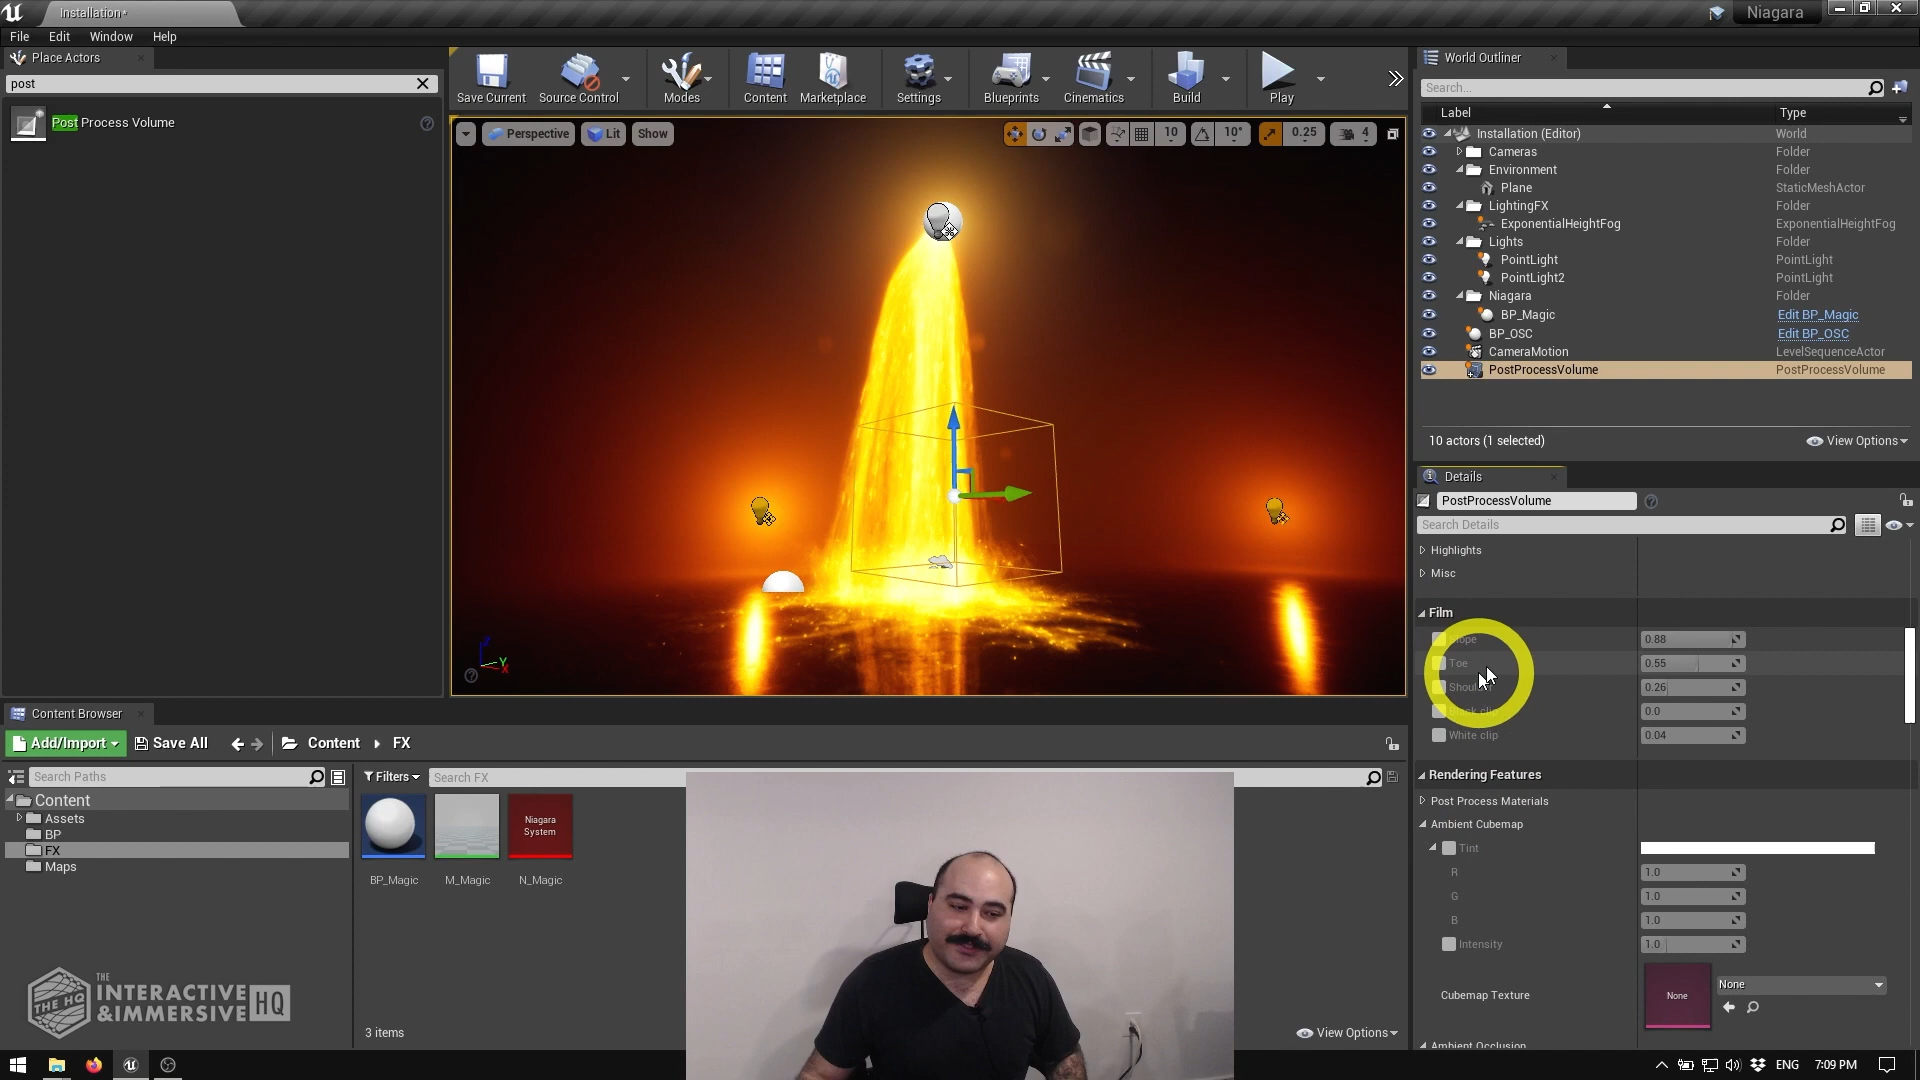 Installation*
Niagara
File Edit Window Help
Place Actors
post
Post Process Volume
Save Current
Source Control
Modes
Content
Marketplace
Settings
Blueprints
Cinematics
Build
Play
Perspective
Lit
Show
10
10°
0.25
4
Z
Y
X
World Outliner
Search...
Label Type
Installation (Editor) World
Cameras Folder
Environment Folder
Plane StaticMeshActor
LightingFX Folder
ExponentialHeightFog ExponentialHeightFog
Lights Folder
PointLight PointLight
PointLight2 PointLight
Niagara Folder
BP_Magic Edit BP_Magic
BP_OSC Edit BP_OSC
CameraMotion LevelSequenceActor
PostProcessVolume PostProcessVolume
10 actors (1 selected)
View Options
Details
PostProcessVolume
Search Details
Highlights
Misc
Film
Slope 0.88
Toe 0.55
0.26
Black clip 0.0
White clip 0.04
Rendering Features
Post Process Materials
Ambient Cubemap
Tint
R 1.0
G 1.0
B 1.0
Intensity 1.0
Cubemap Texture
None
None
Ambient Occlusion
Content Browser
Add/Import
Save All
Content
FX
Search Paths
Filters
Search FX
Content
Assets
BP
FX
Maps
Niagara
System
BP_Magic
M_Magic
N_Magic
3 items
View Options
THE HQ
THE
INTERACTIVE
&IMMERSIVE HQ
ENG
7:09 PM